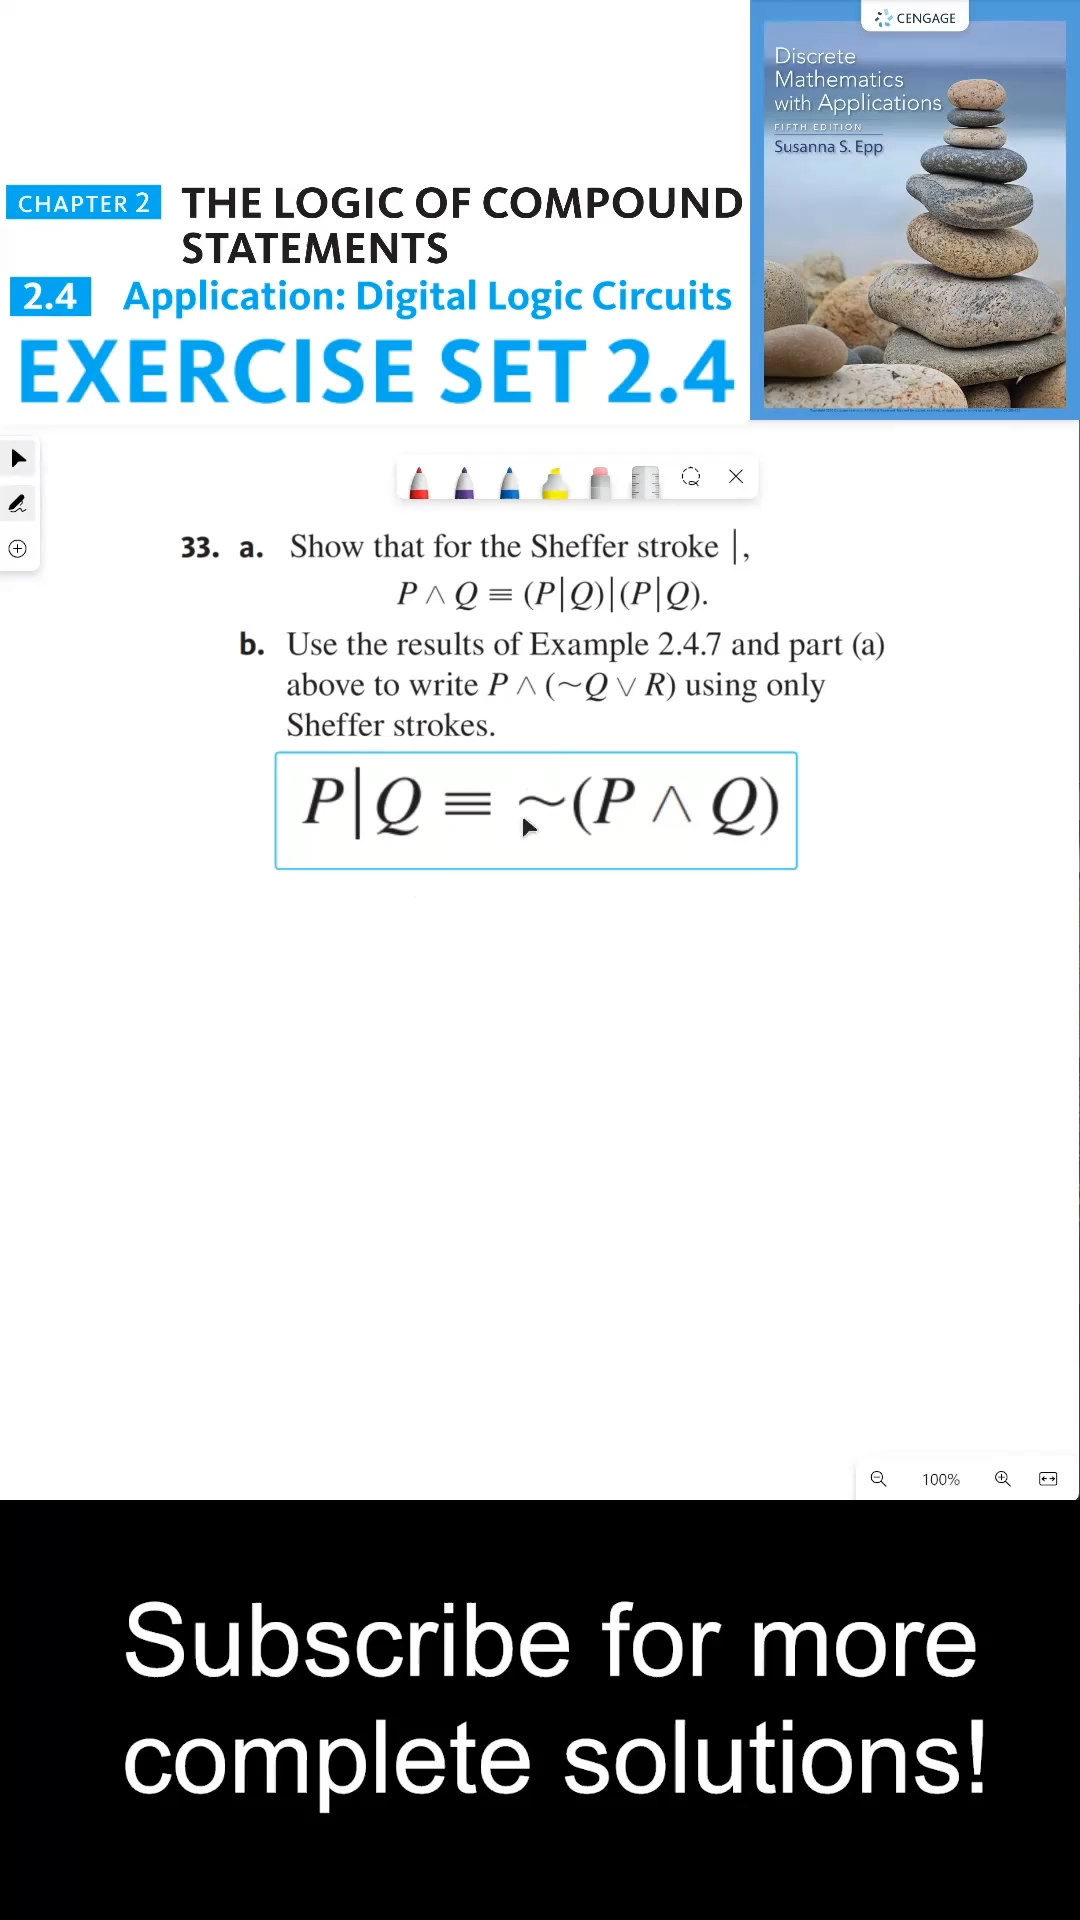 CENGAGE
Discrete
Mathematics
with Applications
FIFTH EDITION
Susanna S. Epp
CHAPTER 2 THE LOGIC OF COMPOUND
STATEMENTS
2.4 Application: Digital Logic Circuits
EXERCISE SET 2.4
33. a. Show that for the Sheffer stroke |,
P ∧ Q ≡ (P|Q)|(P|Q).
b. Use the results of Example 2.4.7 and part (a)
above to write P ∧ (~Q ∨ R) using only
Sheffer strokes.
P|Q ≡ ~(P ∧ Q)
100%
Subscribe for more
complete solutions!